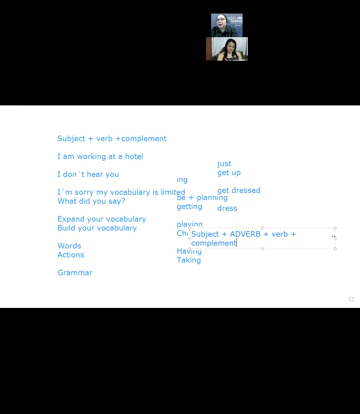 Subject + verb +complement
I am working at a hotel
I don´t hear you
I´m sorry my vocabulary is limited
What did you say?
Expand your vocabulary
Build your vocabulary
Words
Actions
Grammar
just
get up
ing
get dressed
be + planning
getting
dress
playing
Subject + ADVERB + verb +
complement
Having
Taking